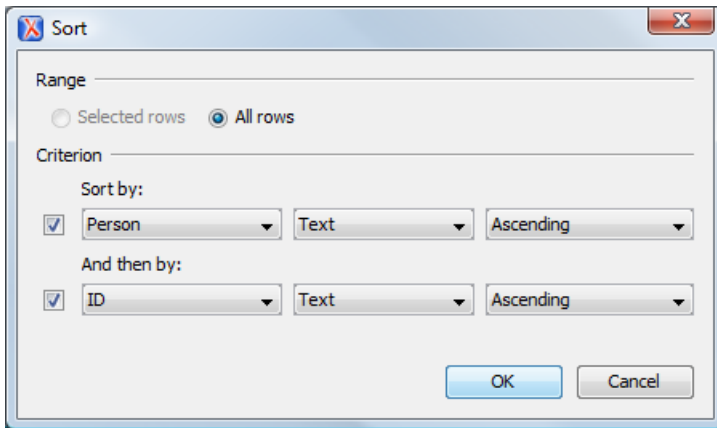 Sort
Range
Selected rows All rows
Criterion
Sort by:
Person Text Ascending
And then by:
ID Text Ascending
OK Cancel